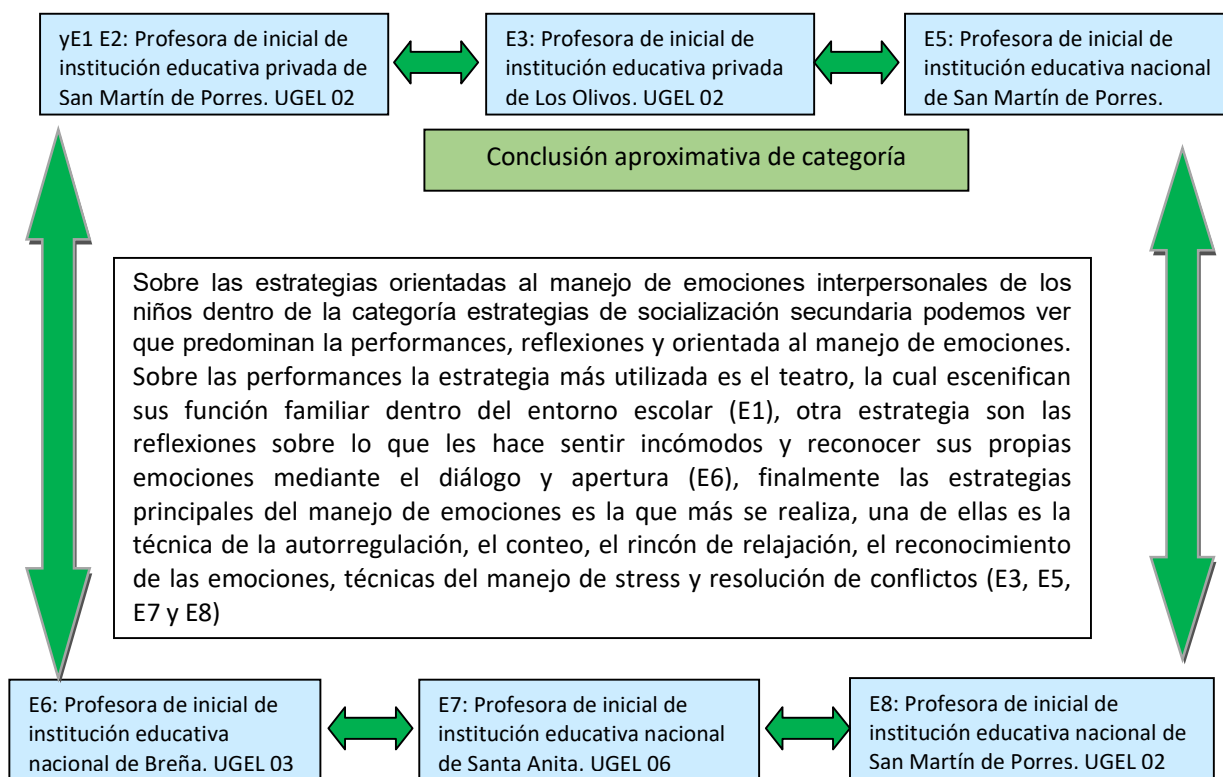 yE1 E2: Profesora de inicial de
institución educativa privada de
San Martín de Porres. UGEL 02
E3: Profesora de inicial de
institución educativa privada
de Los Olivos. UGEL 02
E5: Profesora de inicial de
institución educativa nacional
de San Martín de Porres.
Conclusión aproximativa de categoría
Sobre las estrategias orientadas al manejo de emociones interpersonales de los
niños dentro de la categoría estrategias de socialización secundaria podemos ver
que predominan la performances, reflexiones y orientada al manejo de emociones.
Sobre las performances la estrategia más utilizada es el teatro, la cual escenifican
sus función familiar dentro del entorno escolar (E1), otra estrategia son las
reflexiones sobre lo que les hace sentir incómodos y reconocer sus propias
emociones mediante el diálogo y apertura (E6), finalmente las estrategias
principales del manejo de emociones es la que más se realiza, una de ellas es la
técnica de la autorregulación, el conteo, el rincón de relajación, el reconocimiento
de las emociones, técnicas del manejo de stress y resolución de conflictos (E3, E5,
E7 y E8)
E6: Profesora de inicial de
institución educativa
nacional de Breña. UGEL 03
E7: Profesora de inicial de
institución educativa nacional
de Santa Anita. UGEL 06
E8: Profesora de inicial de
institución educativa nacional de
San Martín de Porres. UGEL 02